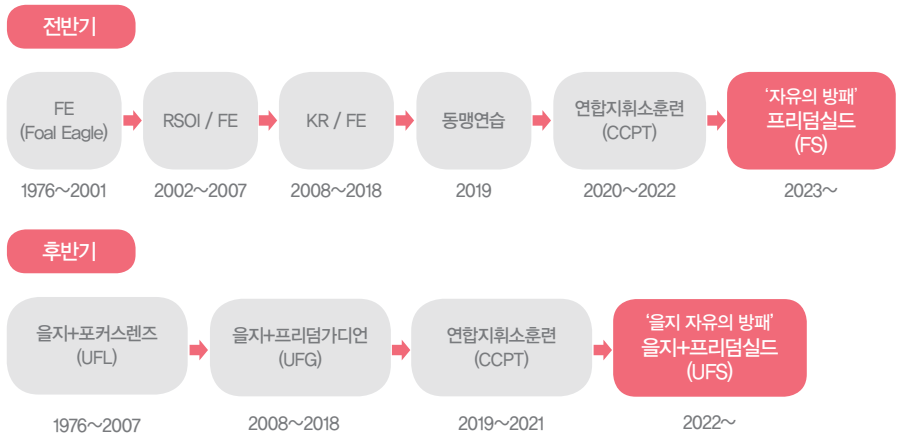 전반기
FE
(Foal Eagle)
1976~2001
RSOI / FE
2002~2007
KR / FE
2008~2018
동맹연습
2019
연합지휘소훈련
(CCPT)
2020~2022
‘자유의 방패’
프리덤실드
(FS)
2023~
후반기
을지+포커스렌즈
(UFL)
1976~2007
을지+프리덤가디언
(UFG)
2008~2018
연합지휘소훈련
(CCPT)
2019~2021
‘을지 자유의 방패’
을지+프리덤실드
(UFS)
2022~